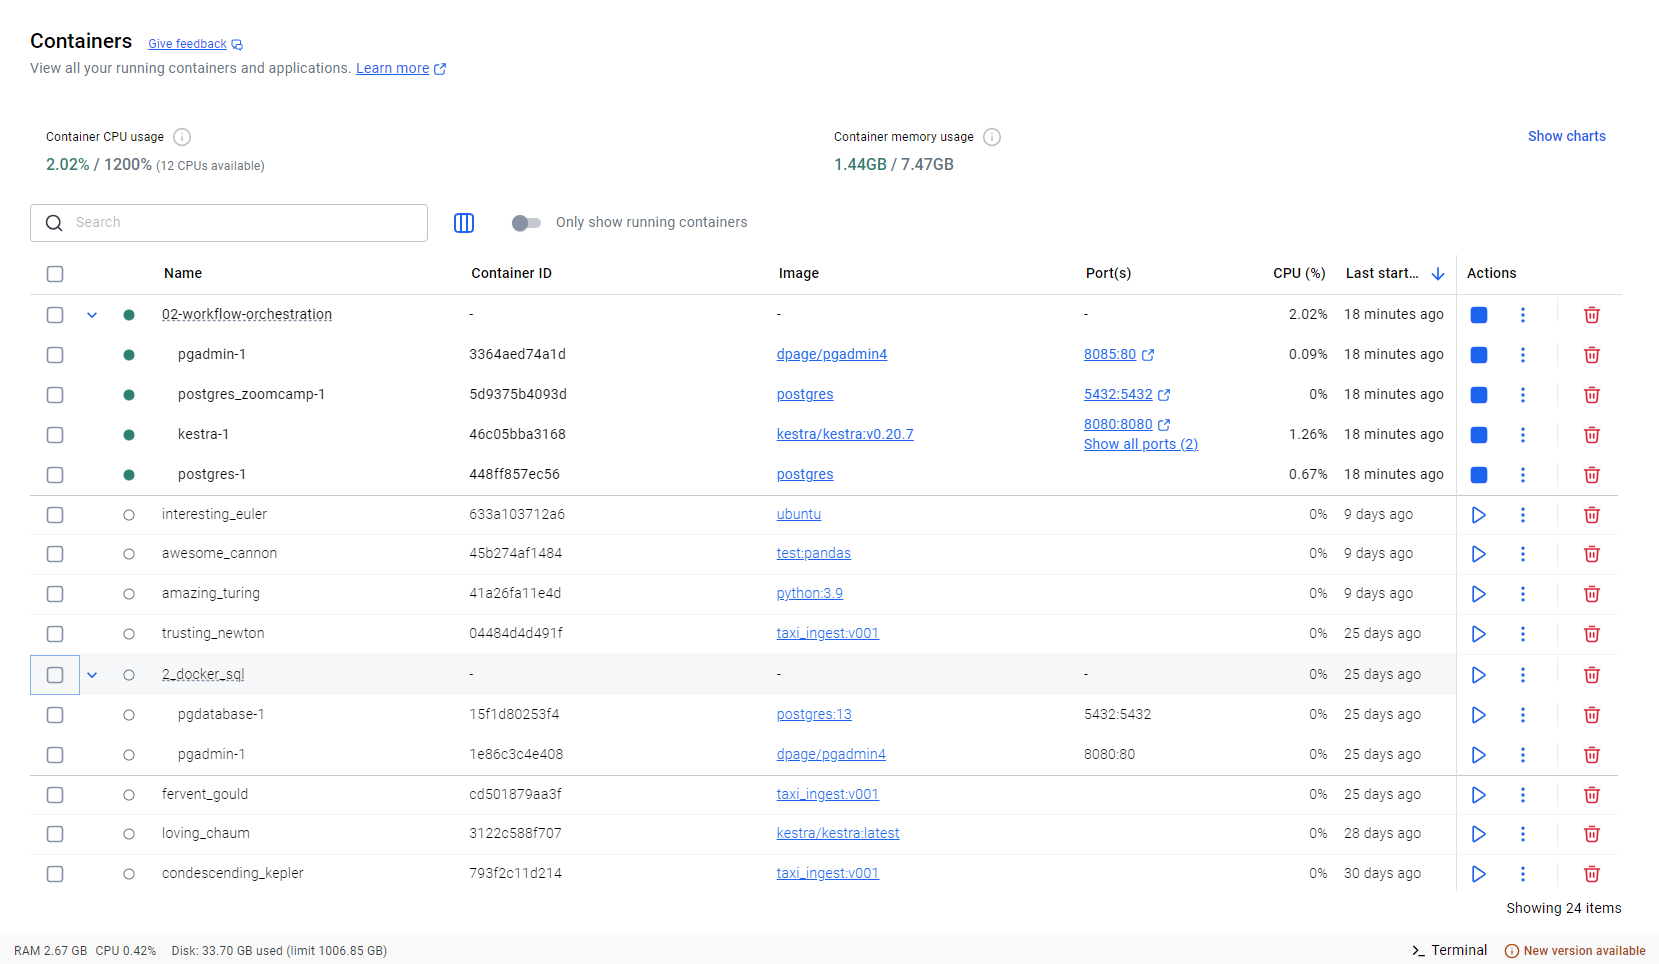 Containers Give feedback
View all your running containers and applications. Learn more
Container CPU usage Container memory usage Show charts
2.02% / 1200% (12 CPUs available) 1.44GB / 7.47GB
Search Only show running containers
Name Container ID Image Port(s) CPU (%) Last start... Actions
02-workflow-orchestration - - - 2.02% 18 minutes ago
pgadmin-1 3364aed74a1d dpage/pgadmin4 8085:80 0.09% 18 minutes ago
postgres_zoomcamp-1 5d9375b4093d postgres 5432:5432 0% 18 minutes ago
kestra-1 46c05bba3168 kestra/kestra:v0.20.7 8080:8080 1.26% 18 minutes ago
Show all ports (2)
postgres-1 448ff857ec56 postgres 0.67% 18 minutes ago
interesting_euler 633a103712a6 ubuntu 0% 9 days ago
awesome_cannon 45b274af1484 test:pandas 0% 9 days ago
amazing_turing 41a26fa11e4d python:3.9 0% 9 days ago
trusting_newton 04484d4d491f taxi_ingest:v001 0% 25 days ago
2_docker_sql - - - 0% 25 days ago
pgdatabase-1 15f1d80253f4 postgres:13 5432:5432 0% 25 days ago
pgadmin-1 1e86c3c4e408 dpage/pgadmin4 8080:80 0% 25 days ago
fervent_gould cd501879aa3f taxi_ingest:v001 0% 25 days ago
loving_chaum 3122c588f707 kestra/kestra:latest 0% 28 days ago
condescending_kepler 793f2c11d214 taxi_ingest:v001 0% 30 days ago
Showing 24 items
RAM 2.67 GB CPU 0.42% Disk: 33.70 GB used (limit 1006.85 GB) Terminal New version available